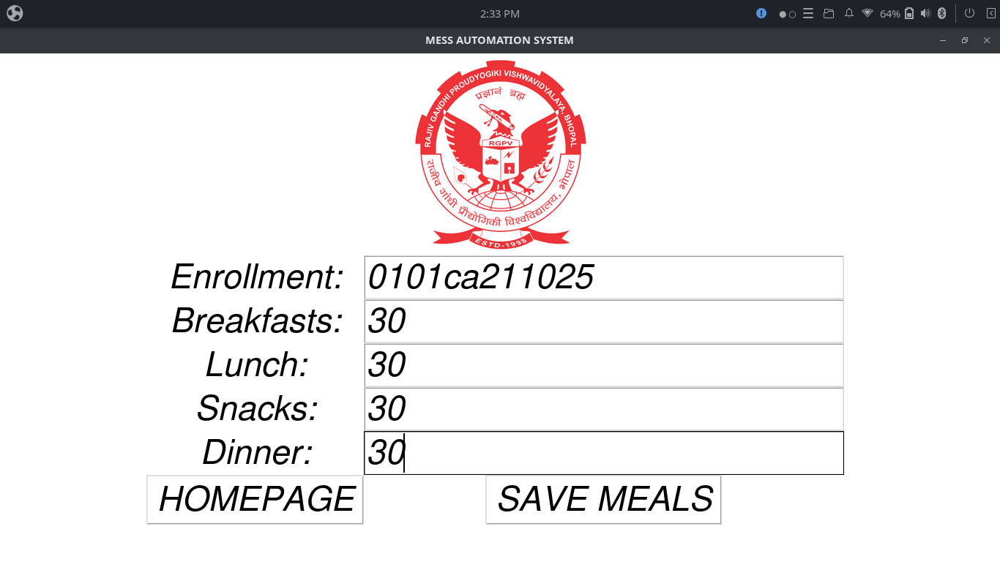 2:33 PM
64%
MESS AUTOMATION SYSTEM
RAJIV GANDHI PROUDYOGIKI VISHWAVIDYALAYA, BHOPAL
प्रज्ञानं ब्रह्म
RGPV
राजीव गांधी प्रौद्योगिकी विश्वविद्यालय, भोपाल
ESTD-1998
Enrollment: 0101ca211025
Breakfasts: 30
Lunch: 30
Snacks: 30
Dinner: 30
HOMEPAGE SAVE MEALS